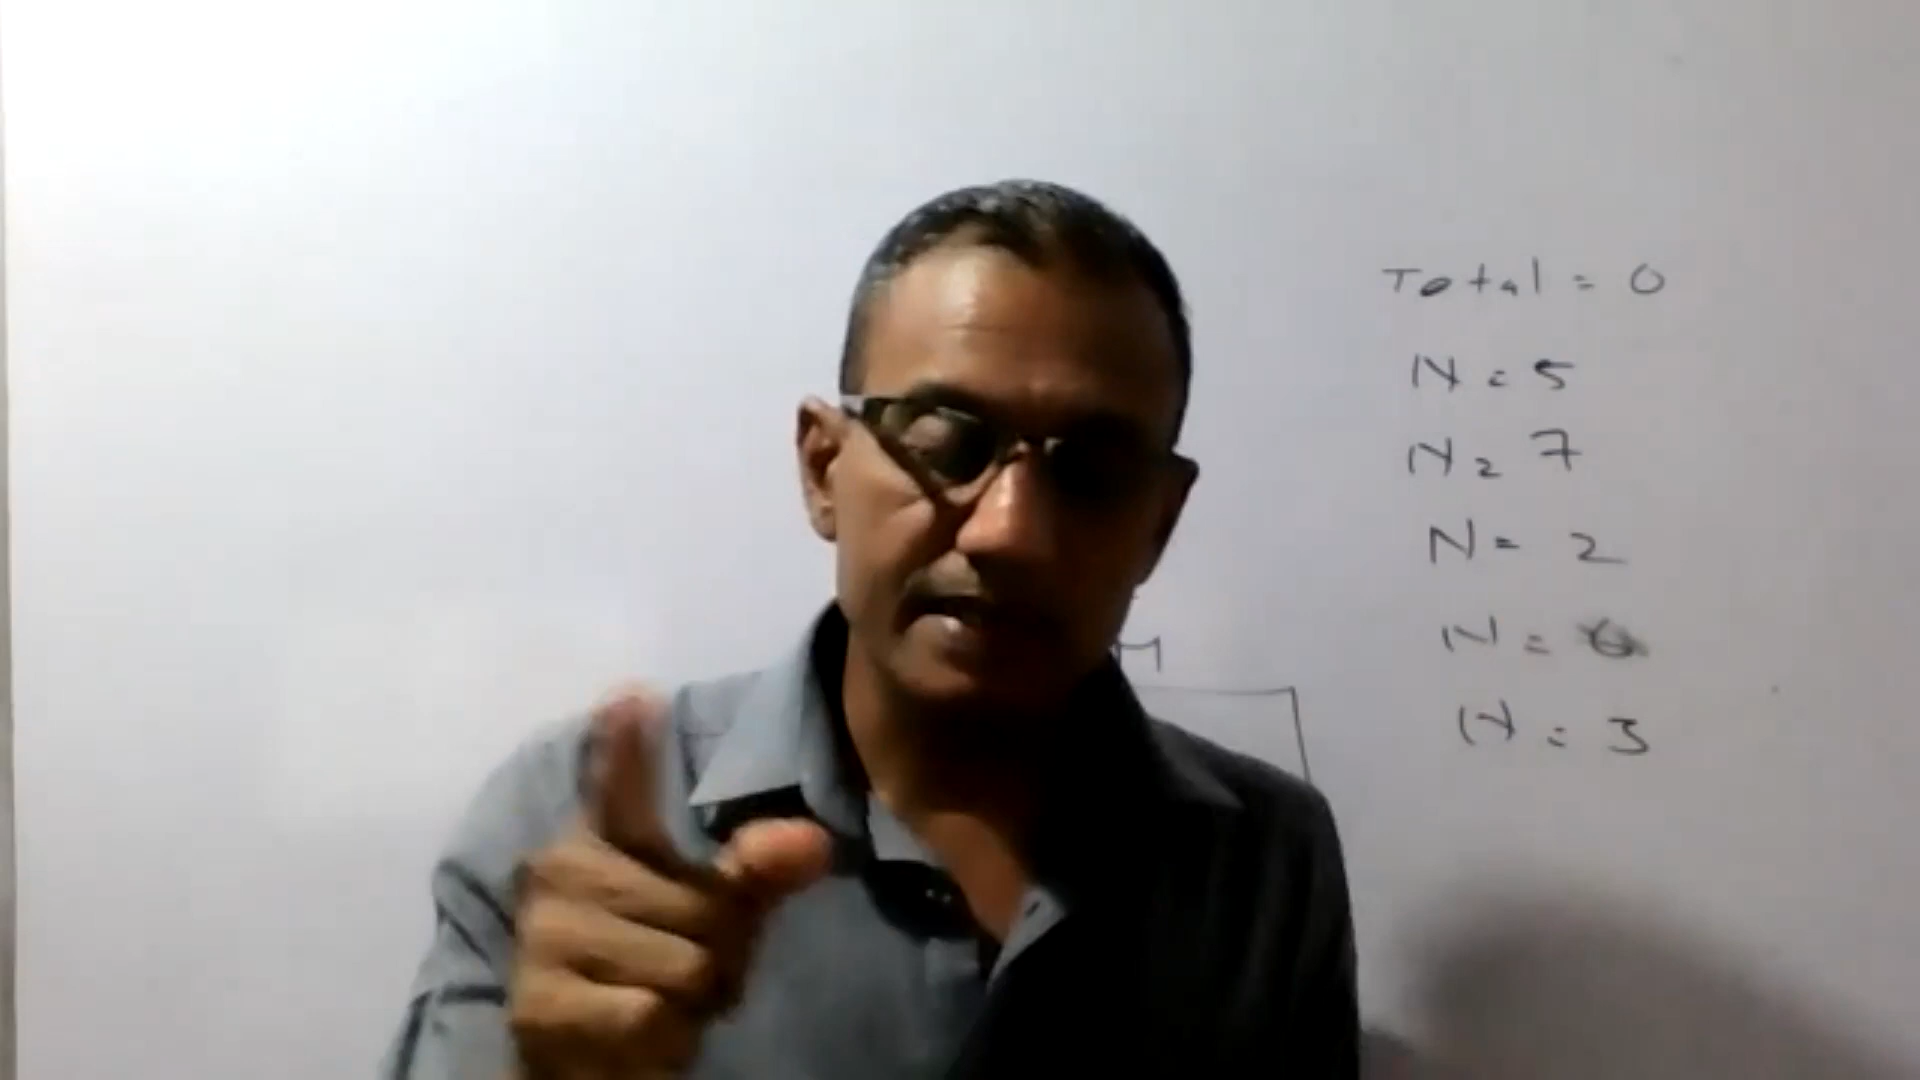 Total = 0
N = 5
N = 7
N = 2
N =
N = 3
M